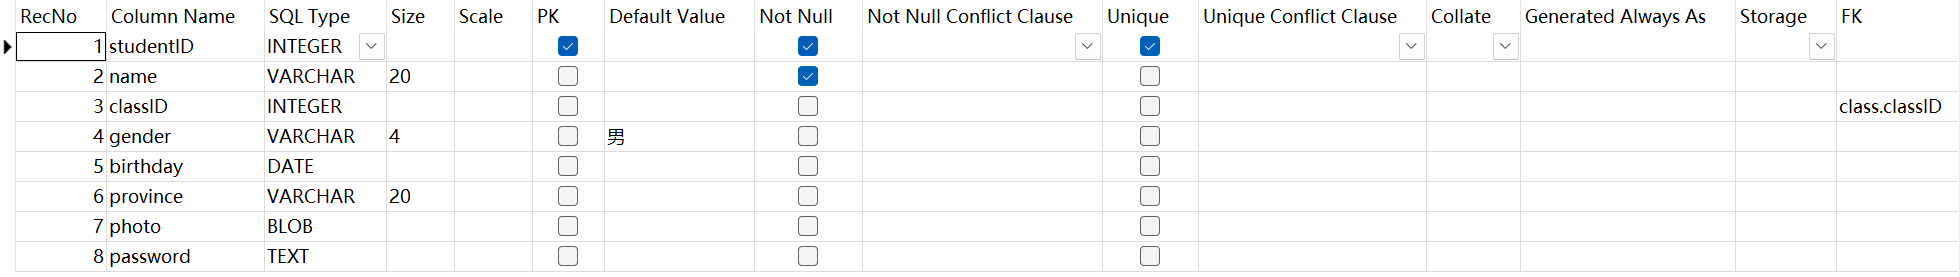 RecNo Column Name SQL Type Size Scale PK Default Value Not Null Not Null Conflict Clause Unique Unique Conflict Clause Collate Generated Always As Storage FK
1 studentID INTEGER
2 name VARCHAR 20
3 classID INTEGER class.classID
4 gender VARCHAR 4 男
5 birthday DATE
6 province VARCHAR 20
7 photo BLOB
8 password TEXT